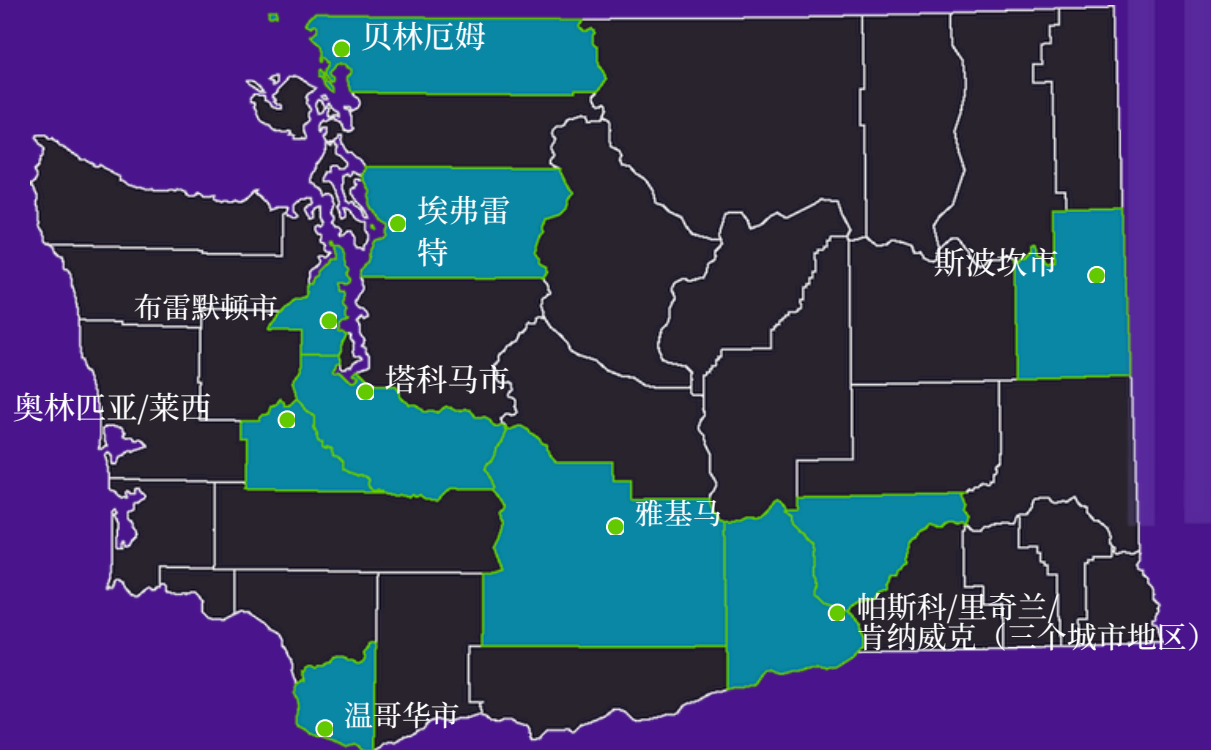 贝林厄姆
埃弗雷
特
斯波坎市
布雷默顿市
塔科马市
奥林匹亚/莱西
雅基马
帕斯科/里奇兰/
肯纳威克（三个城市地区）
温哥华市